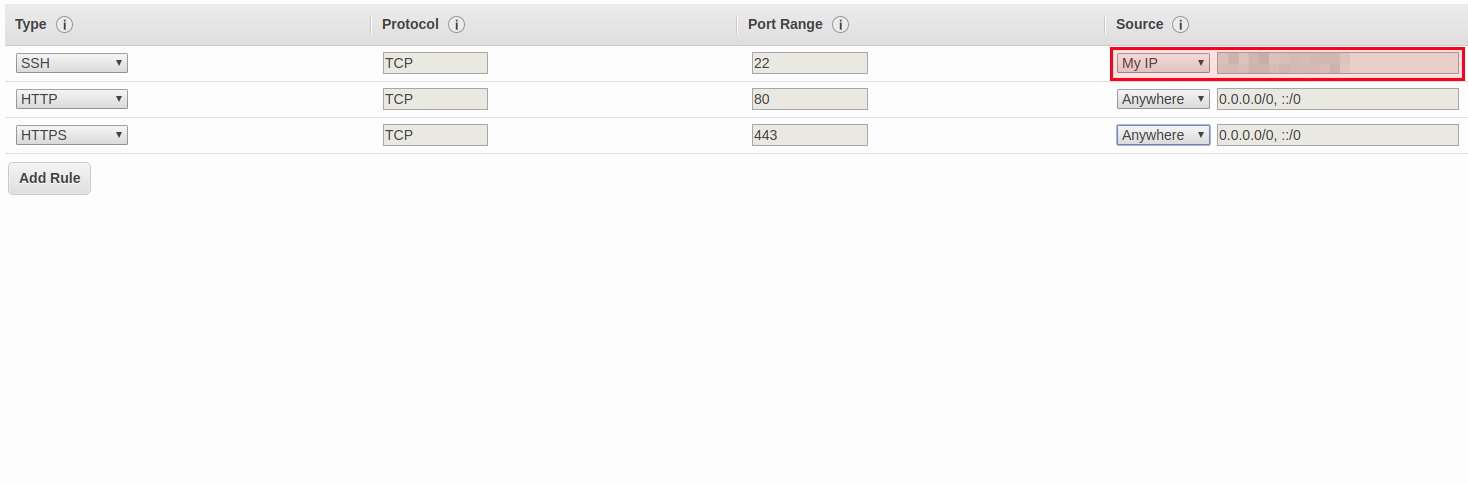 Type Protocol Port Range Source
SSH TCP 22 My IP
HTTP TCP 80 Anywhere 0.0.0.0/0, ::/0
HTTPS TCP 443 Anywhere 0.0.0.0/0, ::/0
Add Rule